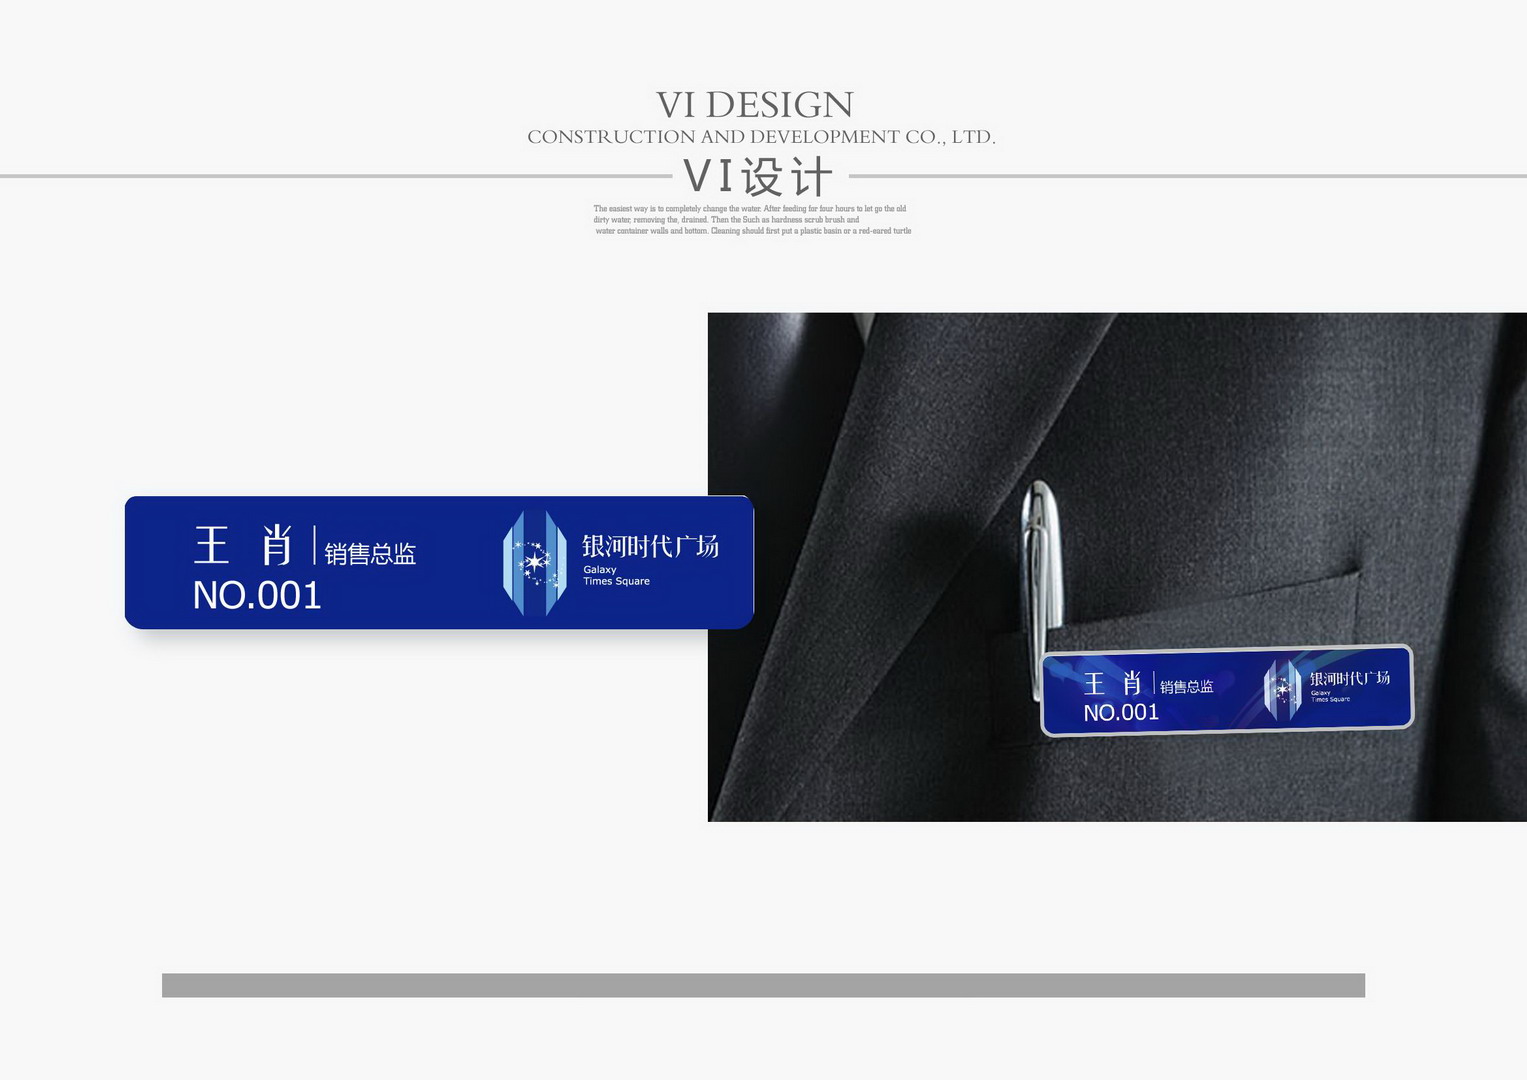 VI DESIGN
CONSTRUCTION AND DEVELOPMENT CO., LTD.
VI设计
The easiest way is to completely change the water. After feeding for four hours to let go the old
dirty water, removing the, drained. Then the Such as hardness scrub brush and
water container walls and bottom. Cleaning should first put a plastic basin or a red-eared turtle
王 肖 | 销售总监
NO.001
银河时代广场
Galaxy
Times Square
王 肖 | 销售总监
NO.001
银河时代广场
Galaxy
Times Square